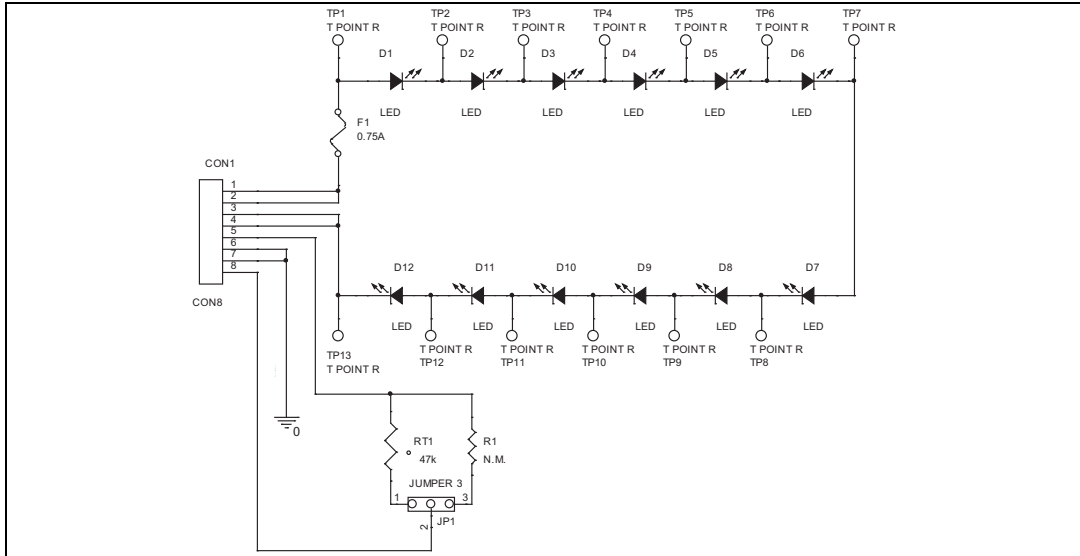 TP1 TP2 TP3 TP4 TP5 TP6 TP7
T POINT R T POINT R T POINT R T POINT R T POINT R T POINT R T POINT R
D1 D2 D3 D4 D5 D6
LED LED LED LED LED LED
F1
0.75A
CON1
1
2
3
4
5
6
7
8
CON8
D12 D11 D10 D9 D8 D7
LED LED LED LED LED LED
TP13 T POINT R T POINT R T POINT R T POINT R T POINT R
T POINT R TP12 TP11 TP10 TP9 TP8
0
RT1 R1
47k N.M.
JUMPER 3
1 3
2 JP1